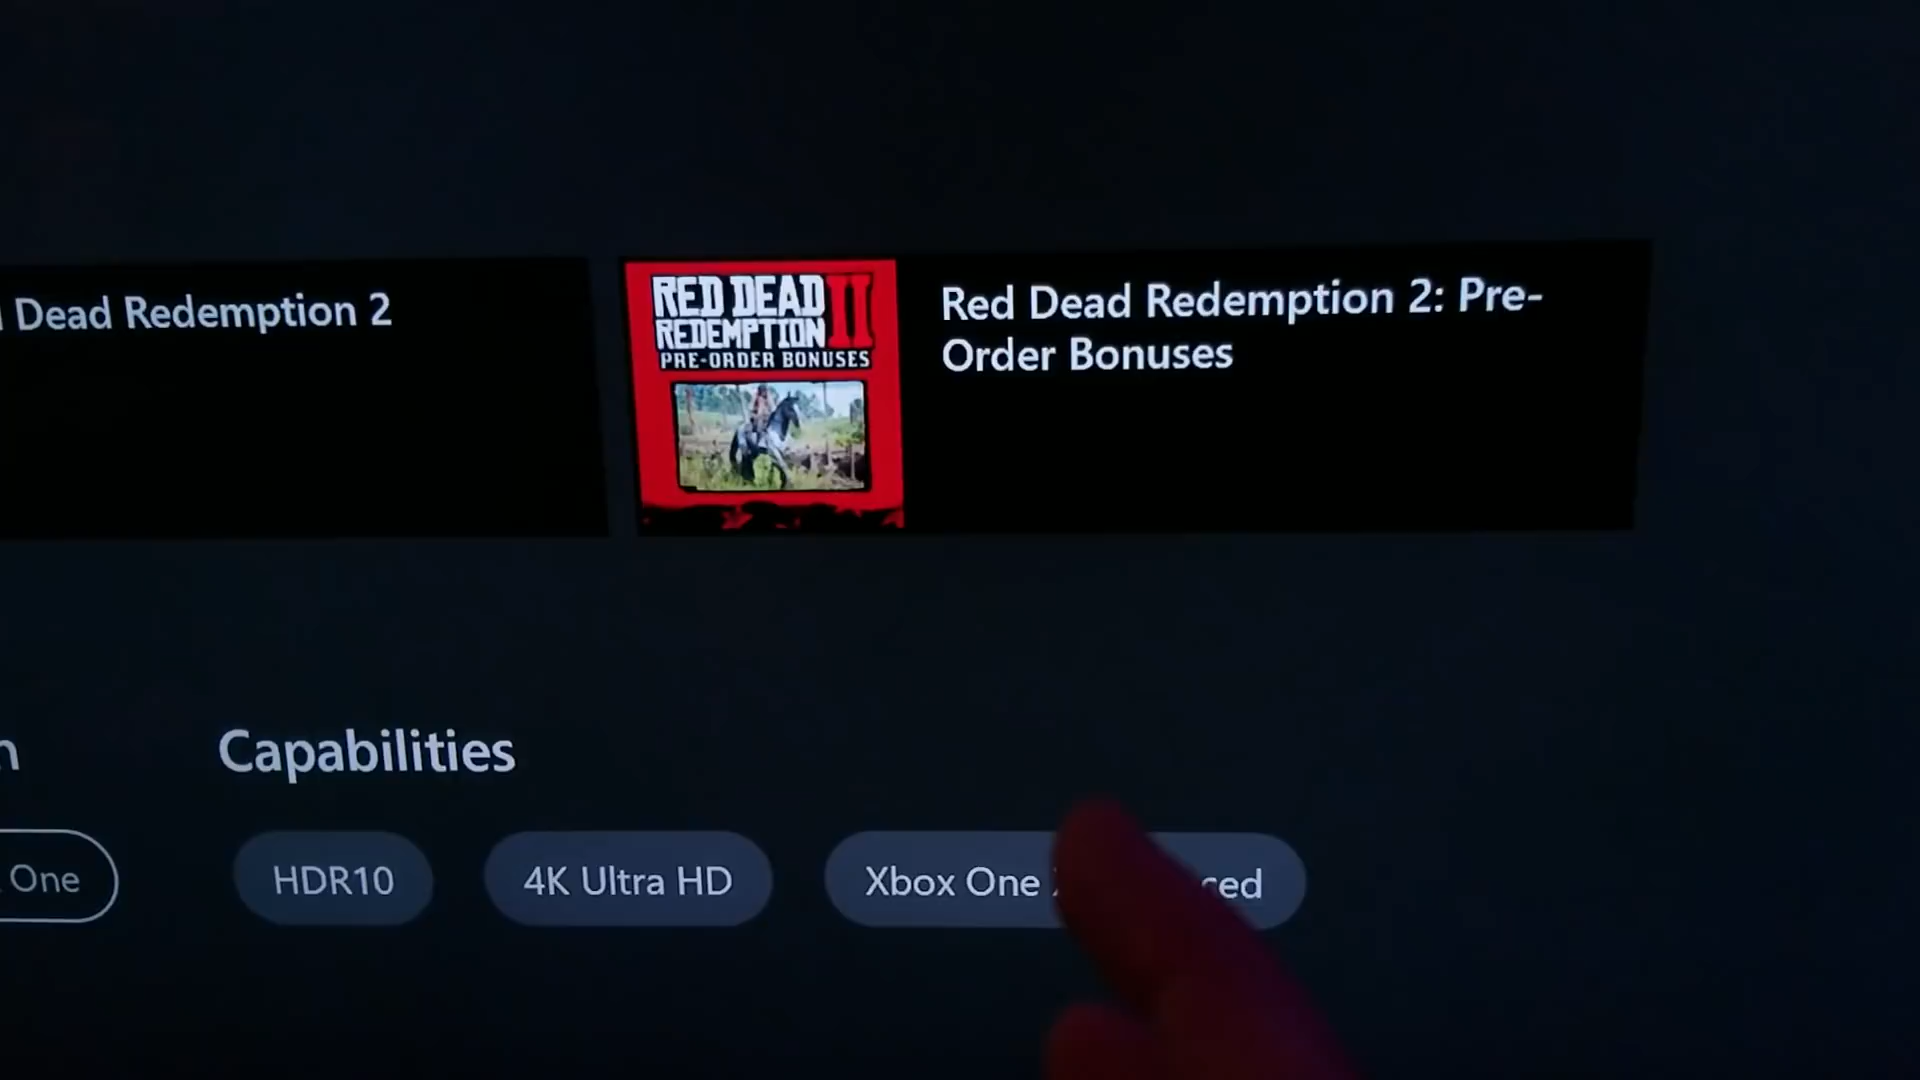 Dead Redemption 2
RED DEAD II
REDEMPTION
PRE-ORDER BONUSES
Red Dead Redemption 2: Pre-
Order Bonuses
Capabilities
One
HDR10
4K Ultra HD
Xbox One